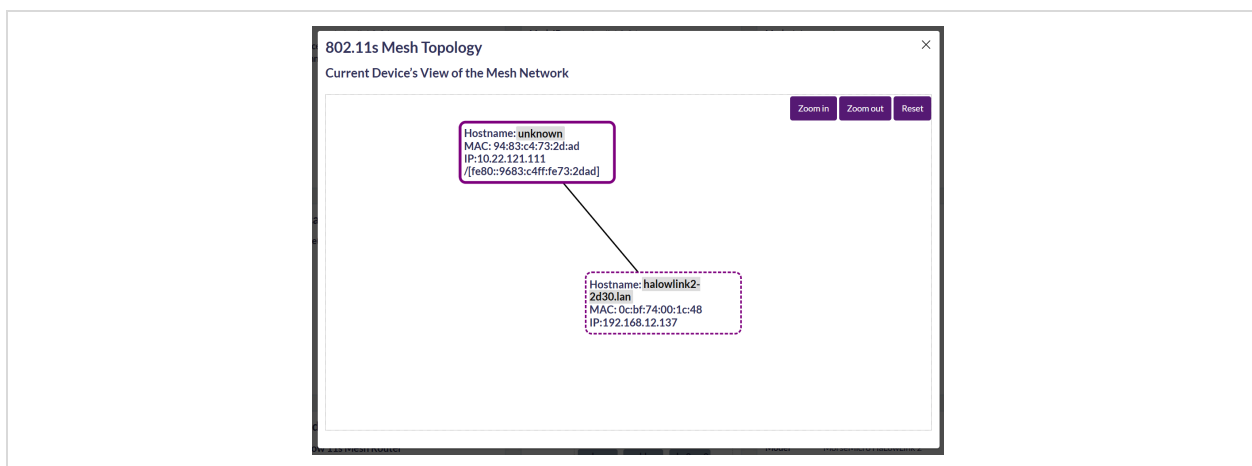 802.11s Mesh Topology
Current Device's View of the Mesh Network
Zoom in Zoom out Reset
Hostname: unknown
MAC: 94:83:c4:73:2d:ad
IP:10.22.121.111
/[fe80::9683:c4ff:fe73:2dad]
Hostname: halowlink2-
2d30.lan
MAC: 0c:bf:74:00:1c:48
IP:192.168.12.137